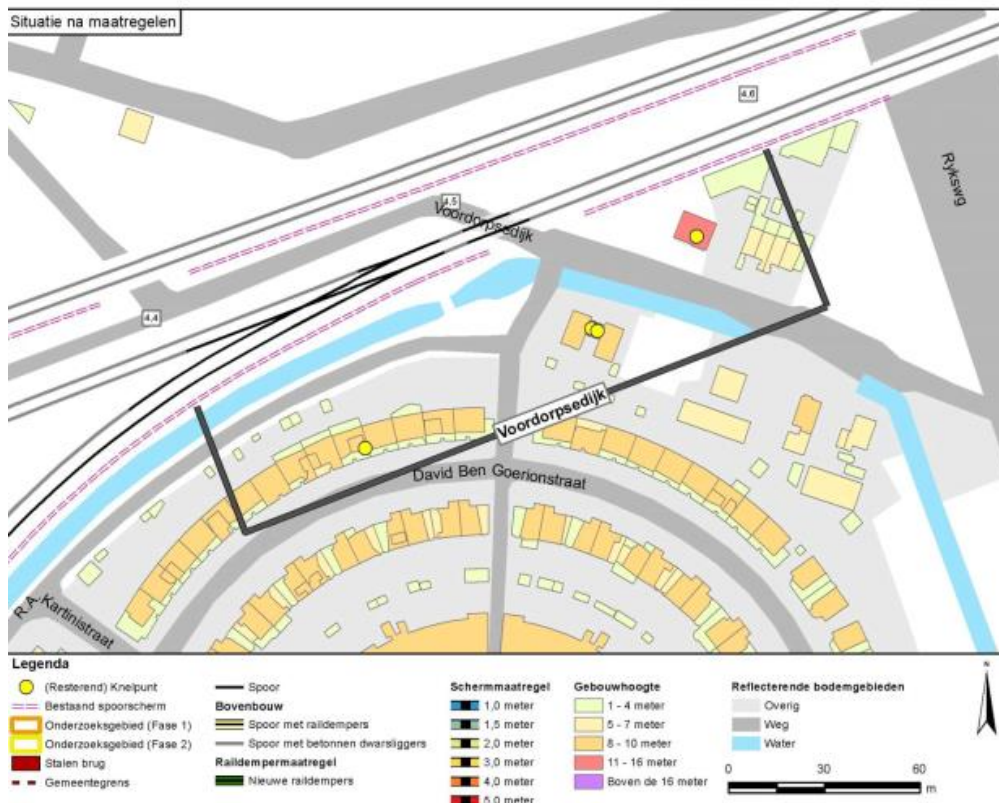 Situatie na maatregelen
4,6
Rykswg
4,5
Voordorpsedijk
4,4
Voordorpsedijk
David Ben Goerionstraat
R.A. Kartinistraat
Legenda
(Resterend) Knelpunt
Bestaand spoorscherm
Onderzoeksgebied (Fase 1)
Onderzoeksgebied (Fase 2)
Stalen brug
Gemeentegrens
Spoor
Bovenbouw
Spoor met raildempers
Spoor met betonnen dwarsliggers
Raildempermaatregel
Nieuwe raildempers
Schermmaatregel
1,0 meter
1,5 meter
2,0 meter
3,0 meter
4,0 meter
5,0 meter
Gebouwhoogte
1 - 4 meter
5 - 7 meter
8 - 10 meter
11 - 16 meter
Boven de 16 meter
Reflecterende bodemgebieden
Overig
Weg
Water
N
0 30 60
m